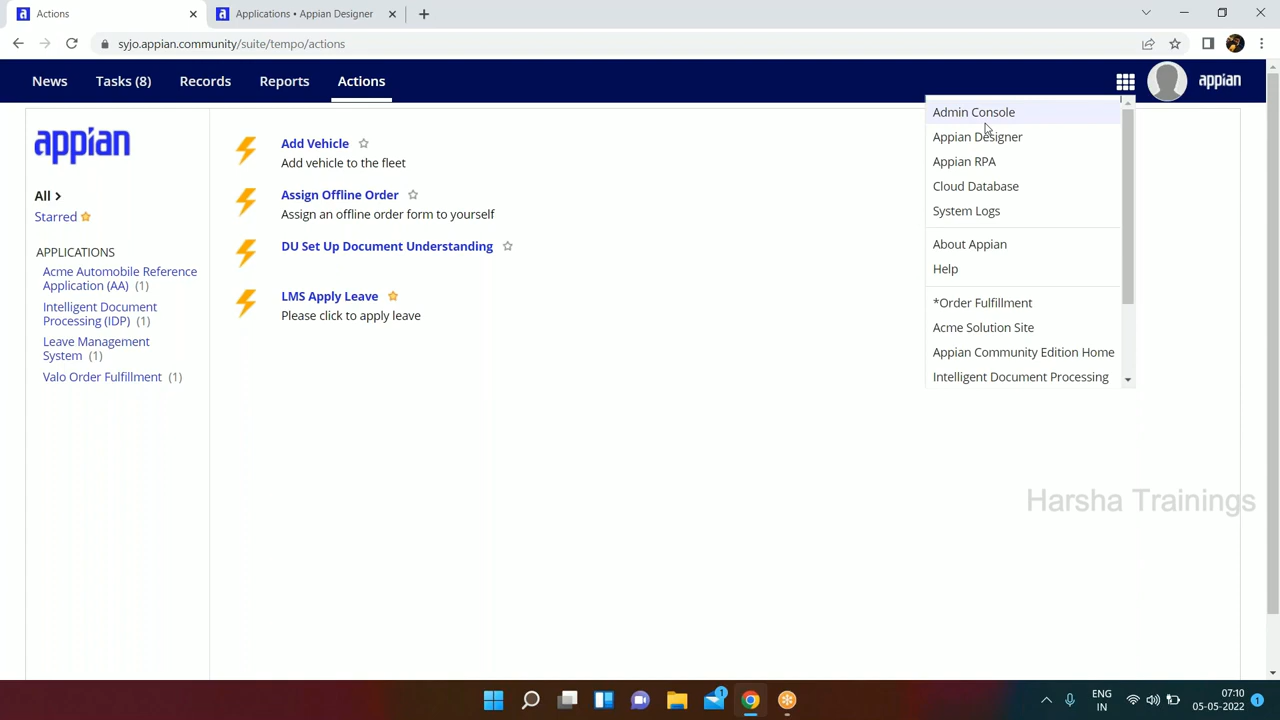 Actions
Applications • Appian Designer
syjo.appian.community/suite/tempo/actions
News
Tasks (8)
Records
Reports
Actions
appian
appian
All >
Starred
APPLICATIONS
Acme Automobile Reference
Application (AA) (1)
Intelligent Document
Processing (IDP) (1)
Leave Management
System (1)
Valo Order Fulfillment (1)
Add Vehicle
Add vehicle to the fleet
Assign Offline Order
Assign an offline order form to yourself
DU Set Up Document Understanding
LMS Apply Leave
Please click to apply leave
Admin Console
Appian Designer
Appian RPA
Cloud Database
System Logs
About Appian
Help
*Order Fulfillment
Acme Solution Site
Appian Community Edition Home
Intelligent Document Processing
Harsha Trainings
1
ENG
IN
07:10
05-05-2022
1